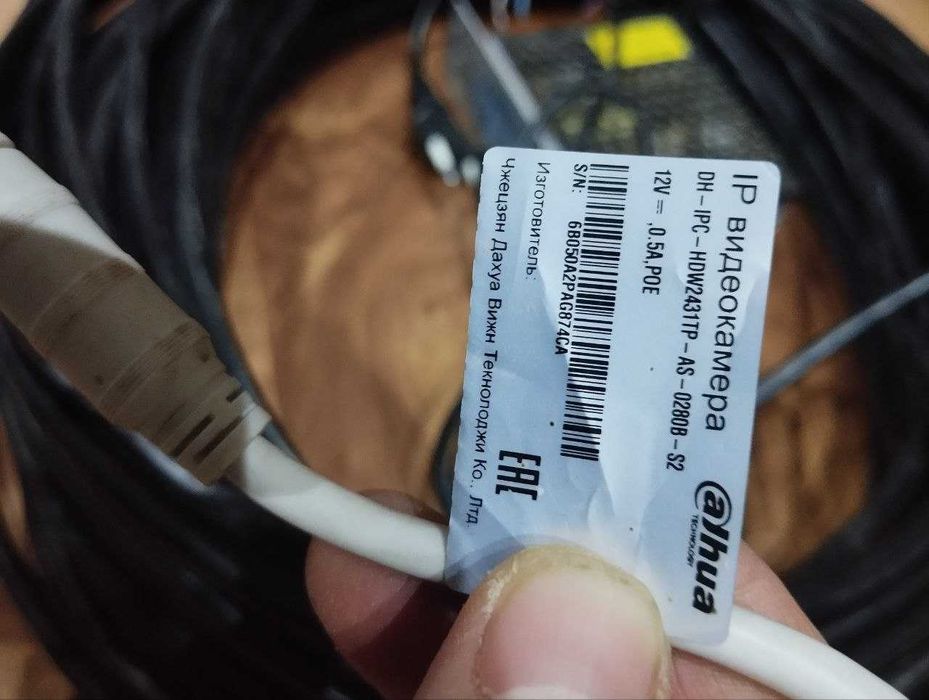 IP видеокамера
alhua
TECHNOLOGY
DH-IPC-HDW2431TP-AS-0280B-S2
12V ⎓ ,0.5A,POE
S/N: 6B050A2PAG874CA
Изготовитель:
Чжецзян Дахуа Вижн Текнолоджи Ко., Лтд.
EAC